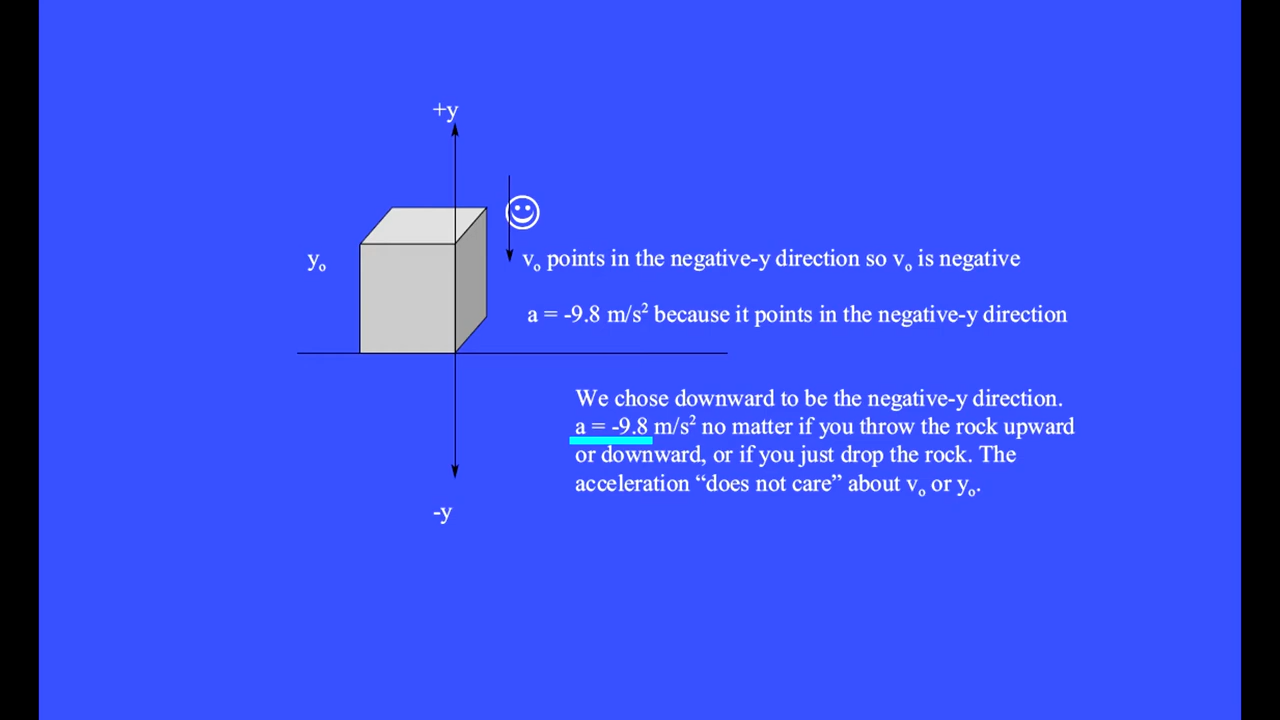 +y
yₒ
vₒ points in the negative-y direction so vₒ is negative
a = -9.8 m/s² because it points in the negative-y direction
We chose downward to be the negative-y direction.
a = -9.8 m/s² no matter if you throw the rock upward
or downward, or if you just drop the rock. The
acceleration “does not care” about vₒ or yₒ.
-y